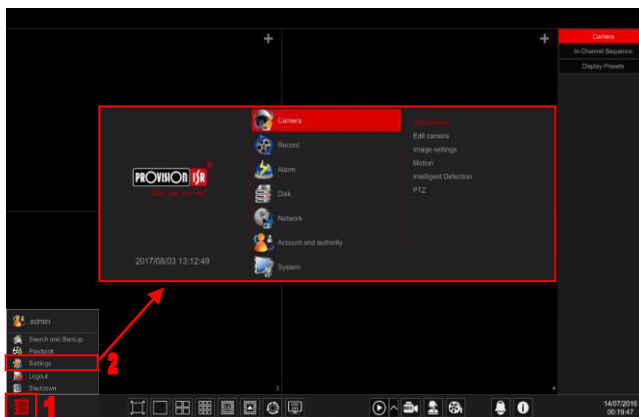 Camera
In-Channel Sequence
Display Presets
Camera
Record
Alarm
Disk
Network
Account and authority
System
Edit camera
Edit camera
Image settings
Motion
Intelligent Detection
PTZ
PROVISION ISR
2017/08/03 13:12:49
admin
Search and Backup
Playback
Settings
Logout
Shutdown
1
2
3
4
REC
14/07/2016
00:19:47